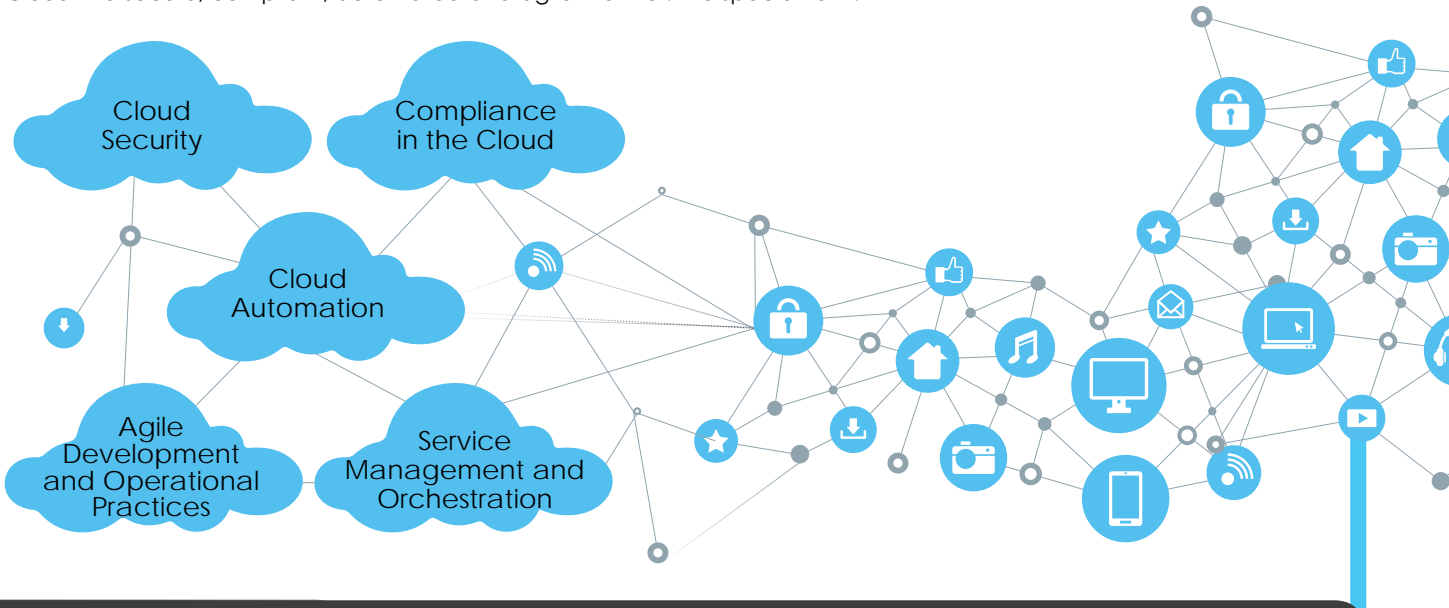 Cloud
Security
Compliance
in the Cloud
Cloud
Automation
Agile
Development
and Operational
Practices
Service
Management and
Orchestration